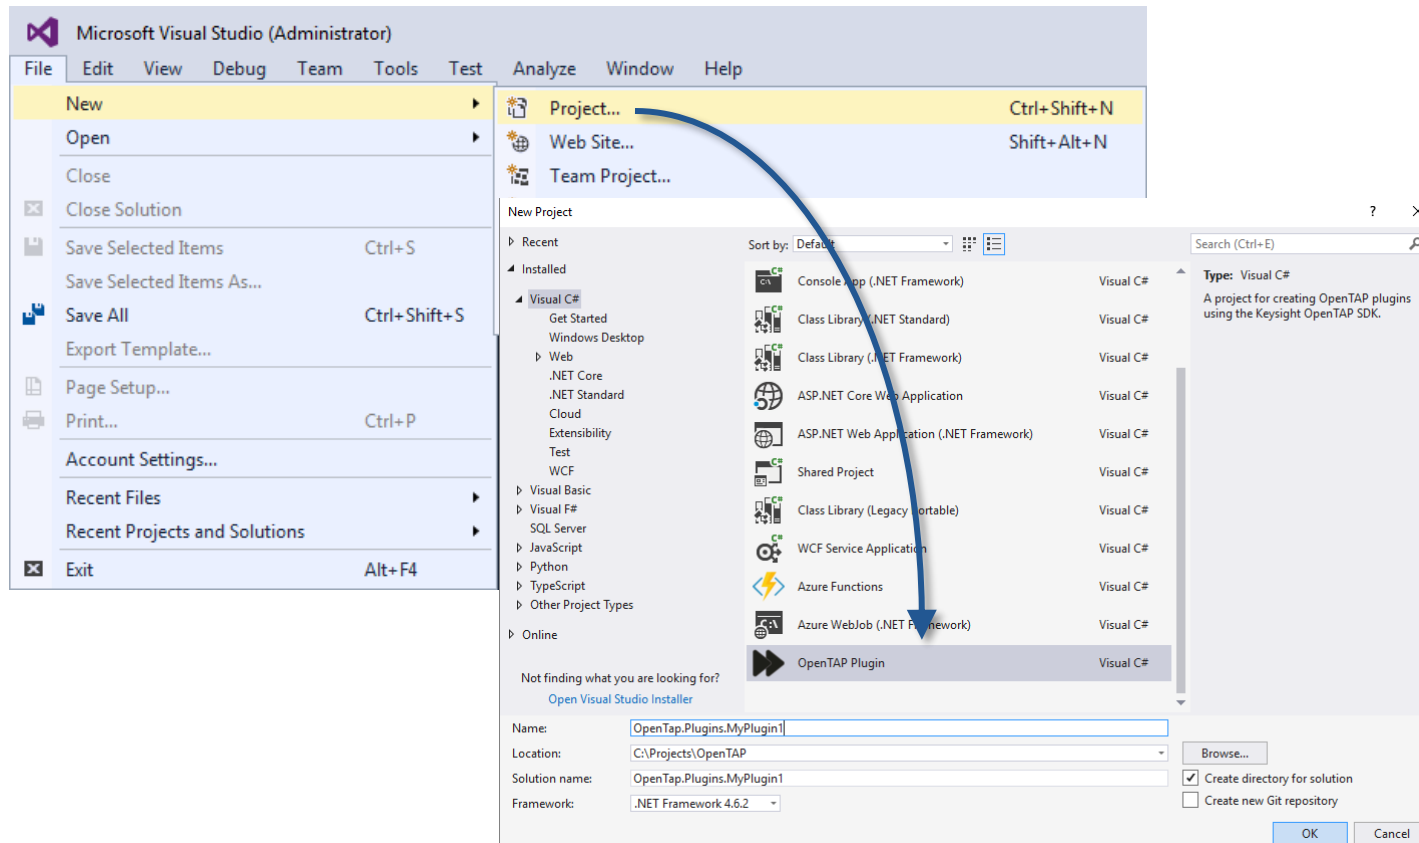 Microsoft Visual Studio (Administrator)
File Edit View Debug Team Tools Test Analyze Window Help
New
Open
Close
Close Solution
Save Selected Items Ctrl+S
Save Selected Items As...
Save All Ctrl+Shift+S
Export Template...
Page Setup...
Print... Ctrl+P
Account Settings...
Recent Files
Recent Projects and Solutions
Exit Alt+F4
Project... Ctrl+Shift+N
Web Site... Shift+Alt+N
Team Project...
New Project ?
Recent
Installed
Visual C#
Get Started
Windows Desktop
Web
.NET Core
.NET Standard
Cloud
Extensibility
Test
WCF
Visual Basic
Visual F#
SQL Server
JavaScript
Python
TypeScript
Other Project Types
Online
Not finding what you are looking for?
Open Visual Studio Installer
Sort by: Default
Search (Ctrl+E)
Console App (.NET Framework) Visual C#
Class Library (.NET Standard) Visual C#
Class Library (.NET Framework) Visual C#
ASP.NET Core Web Application Visual C#
ASP.NET Web Application (.NET Framework) Visual C#
Shared Project Visual C#
Class Library (Legacy Portable) Visual C#
WCF Service Application Visual C#
Azure Functions Visual C#
Azure WebJob (.NET Framework) Visual C#
OpenTAP Plugin Visual C#
Type: Visual C#
A project for creating OpenTAP plugins
using the Keysight OpenTAP SDK.
Name: OpenTap.Plugins.MyPlugin1
Location: C:\Projects\OpenTAP Browse...
Solution name: OpenTap.Plugins.MyPlugin1 Create directory for solution
Framework: .NET Framework 4.6.2 Create new Git repository
OK Cancel